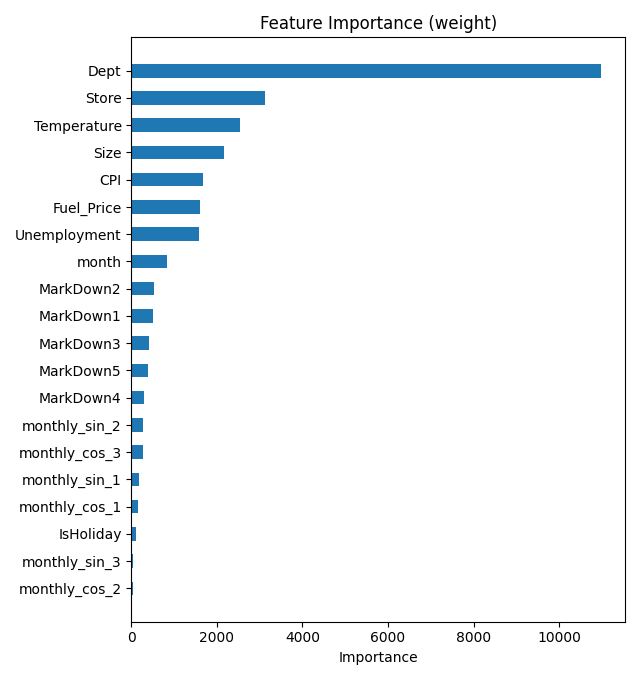 Feature Importance (weight)
Dept
Store
Temperature
Size
CPI
Fuel_Price
Unemployment
month
MarkDown2
MarkDown1
MarkDown3
MarkDown5
MarkDown4
monthly_sin_2
monthly_cos_3
monthly_sin_1
monthly_cos_1
IsHoliday
monthly_sin_3
monthly_cos_2
0 2000 4000 6000 8000 10000
Importance